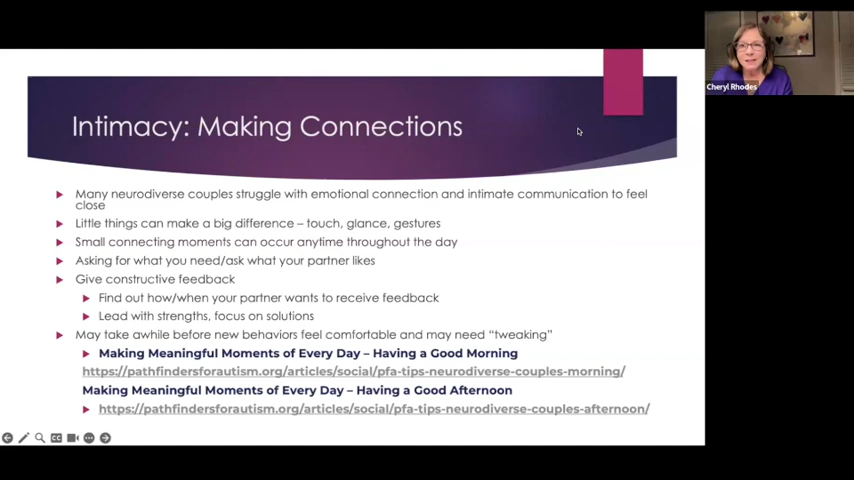 Cheryl Rhodes
Intimacy: Making Connections
Many neurodiverse couples struggle with emotional connection and intimate communication to feel
close
Little things can make a big difference – touch, glance, gestures
Small connecting moments can occur anytime throughout the day
Asking for what you need/ask what your partner likes
Give constructive feedback
Find out how/when your partner wants to receive feedback
Lead with strengths, focus on solutions
May take awhile before new behaviors feel comfortable and may need “tweaking”
Making Meaningful Moments of Every Day – Having a Good Morning
https://pathfindersforautism.org/articles/social/pfa-tips-neurodiverse-couples-morning/
Making Meaningful Moments of Every Day – Having a Good Afternoon
https://pathfindersforautism.org/articles/social/pfa-tips-neurodiverse-couples-afternoon/
CC